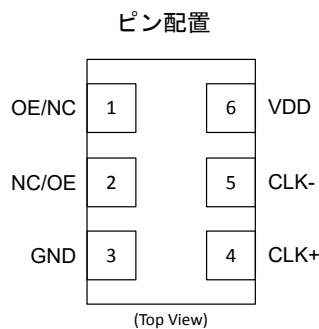 ピン配置
OE/NC 1 6 VDD
NC/OE 2 5 CLK-
GND 3 4 CLK+
(Top View)